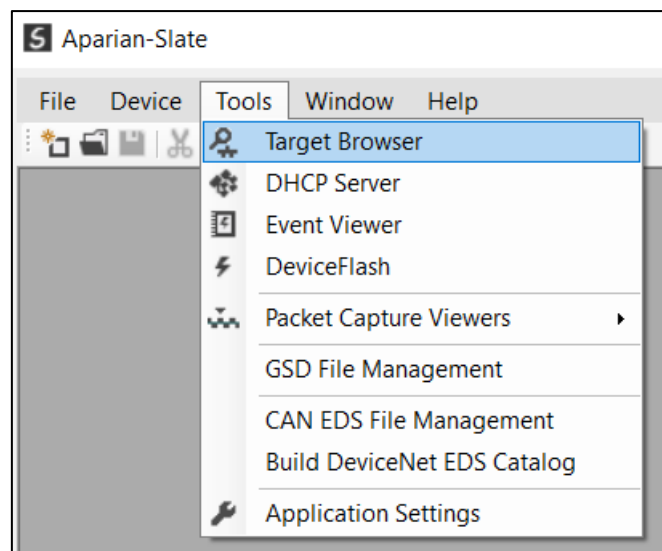 S Aparian-Slate
File Device Tools Window Help
Target Browser
DHCP Server
Event Viewer
DeviceFlash
Packet Capture Viewers
GSD File Management
CAN EDS File Management
Build DeviceNet EDS Catalog
Application Settings